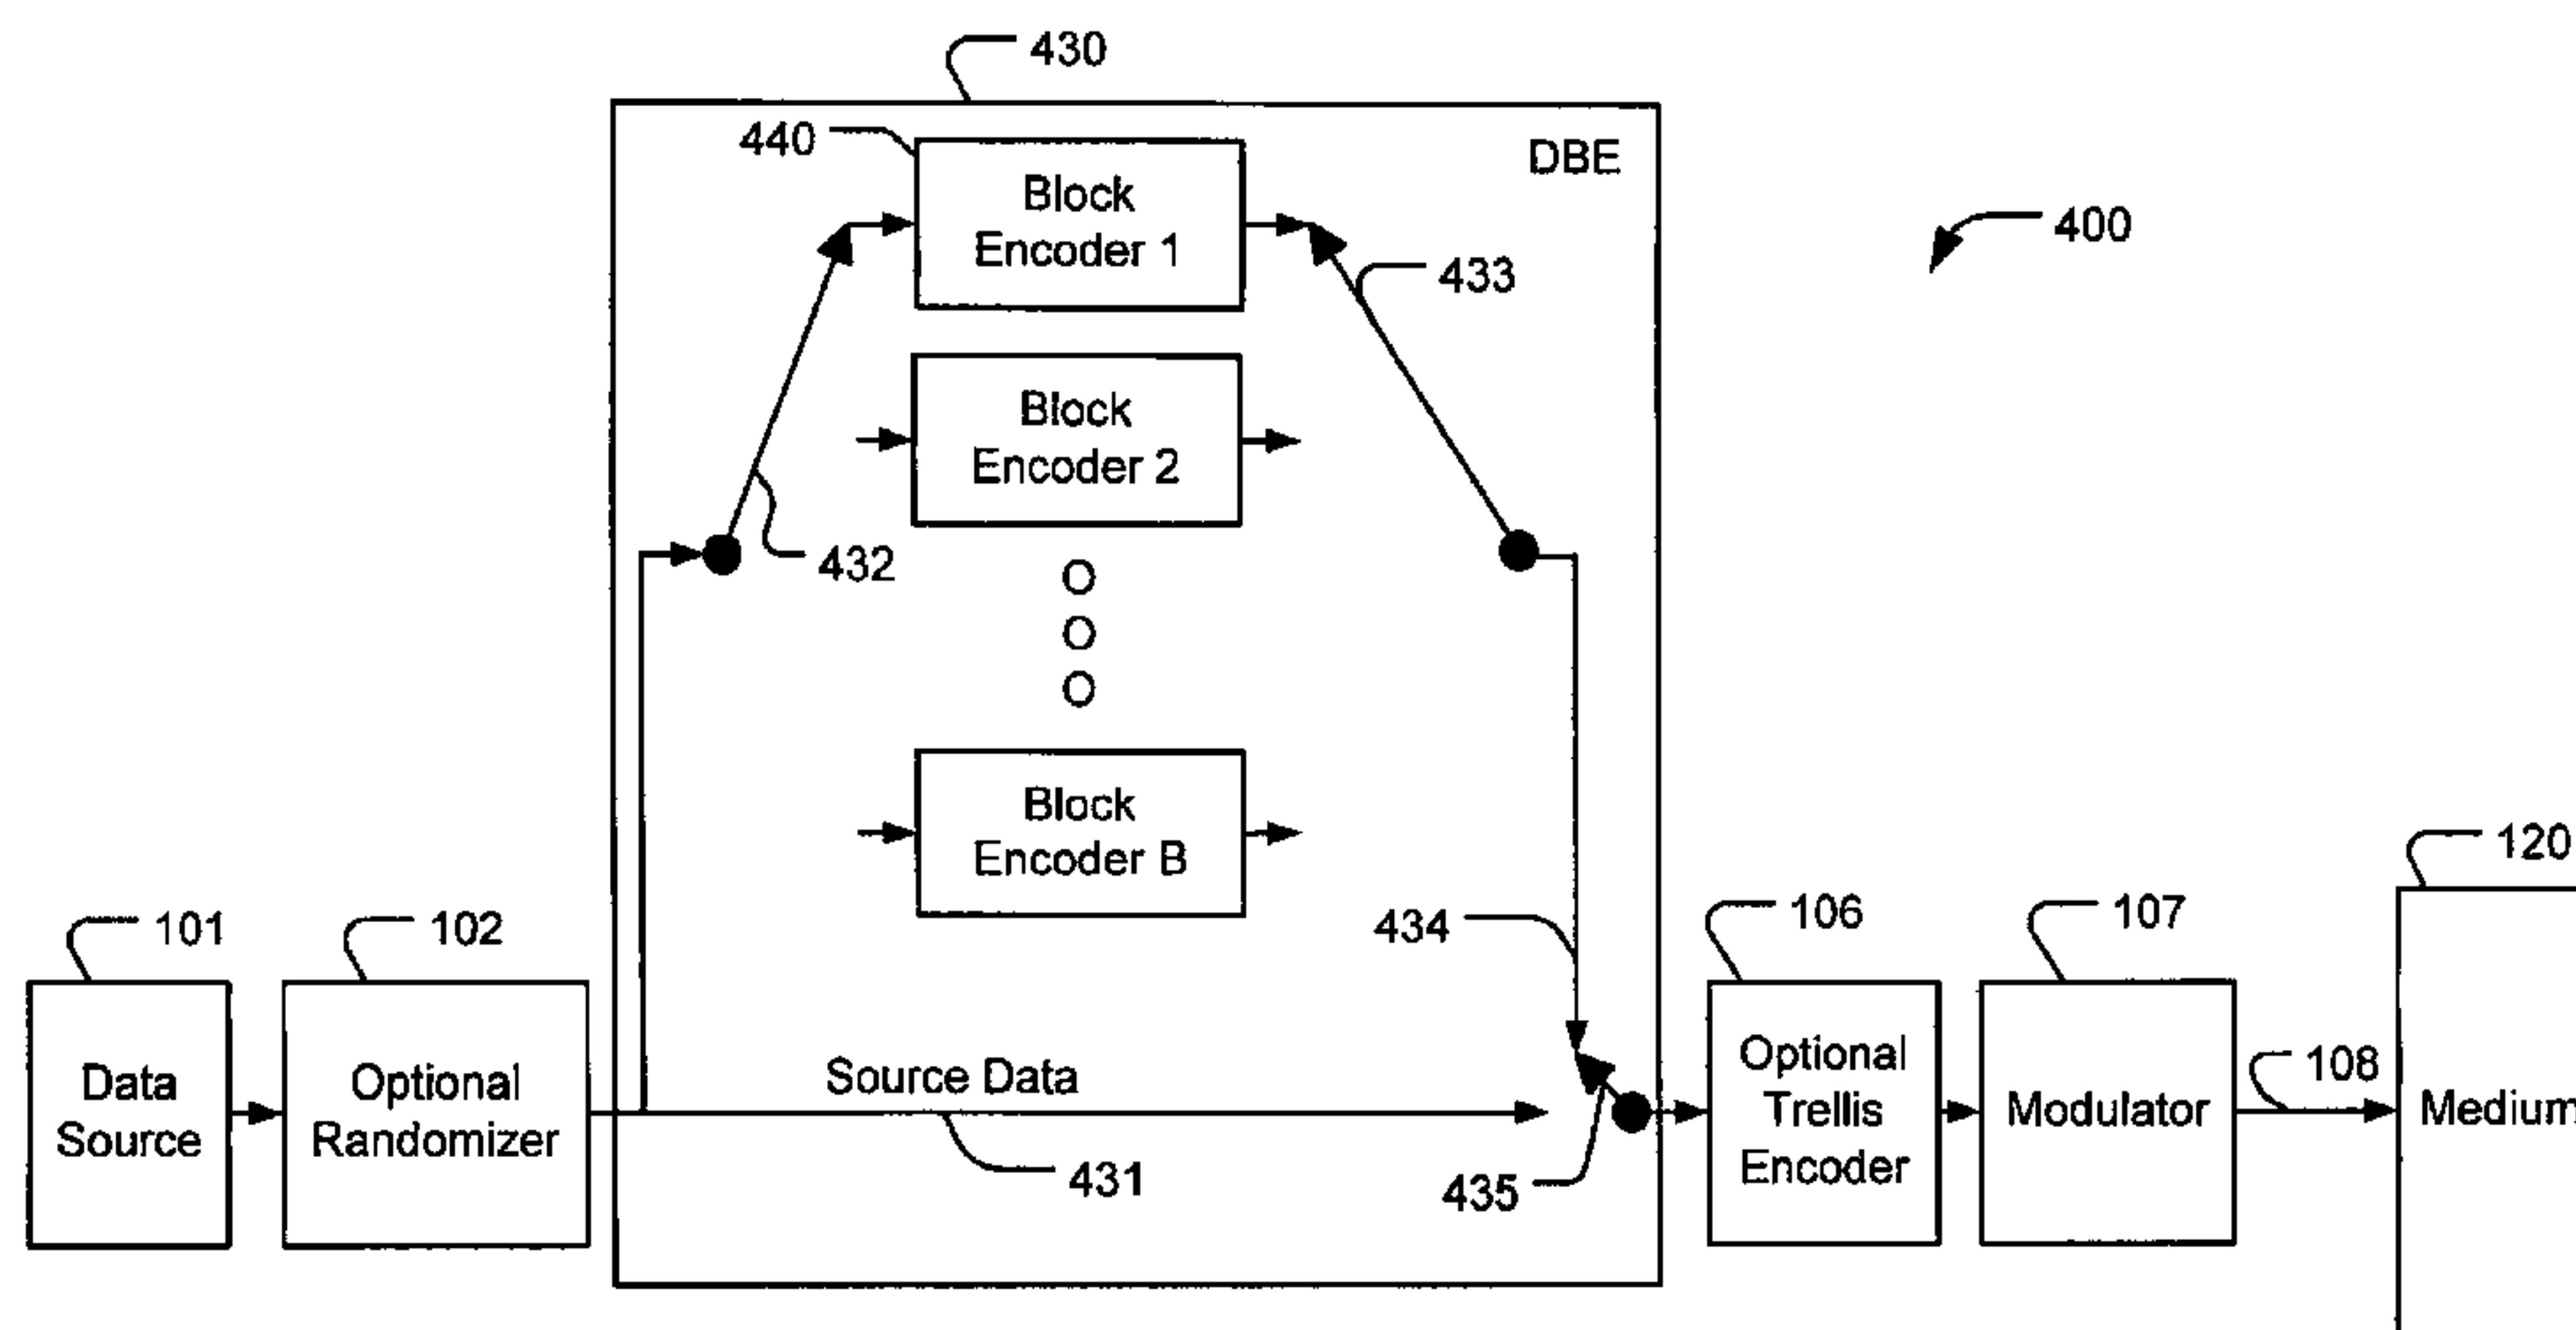 430
440
DBE
Block
Encoder 1
400
433
Block
Encoder 2
432
O
O
O
Block
Encoder B
120
434
101
102
106
107
Data
Source
Optional
Randomizer
Source Data
431
435
Optional
Trellis
Encoder
Modulator
108
Medium